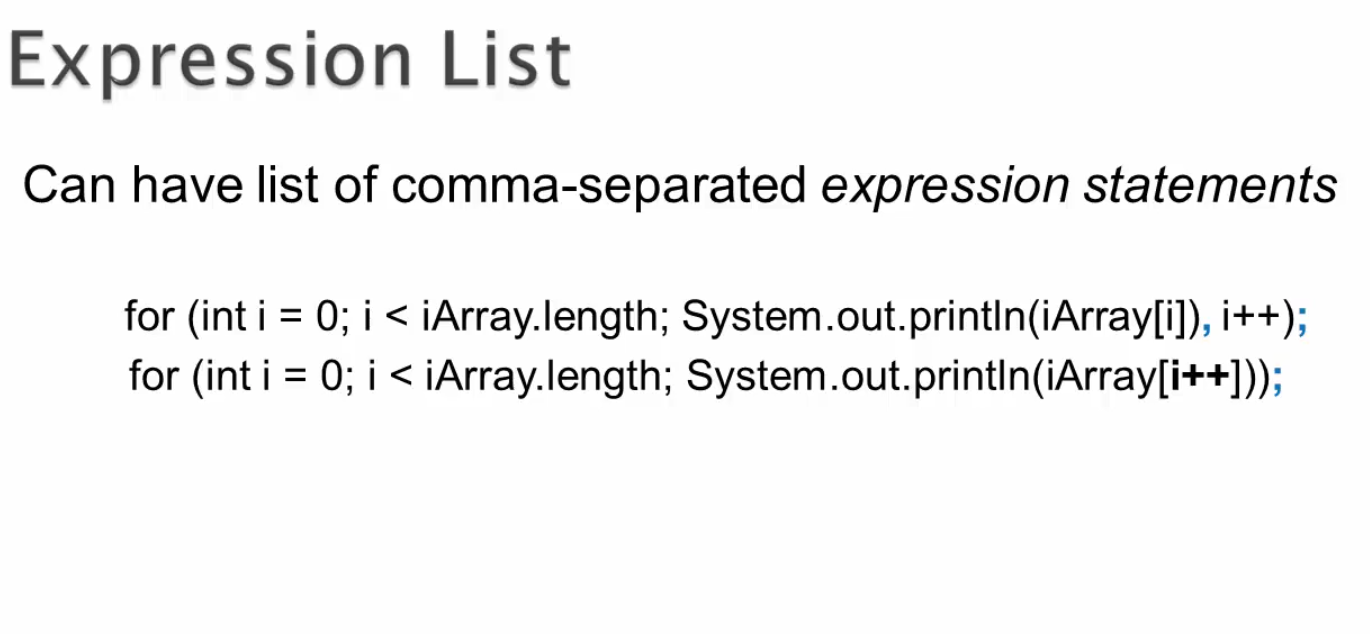 Expression List
Can have list of comma-separated expression statements
for (int i = 0; i < iArray.length; System.out.println(iArray[i]), i++);
for (int i = 0; i < iArray.length; System.out.println(iArray[i++]));